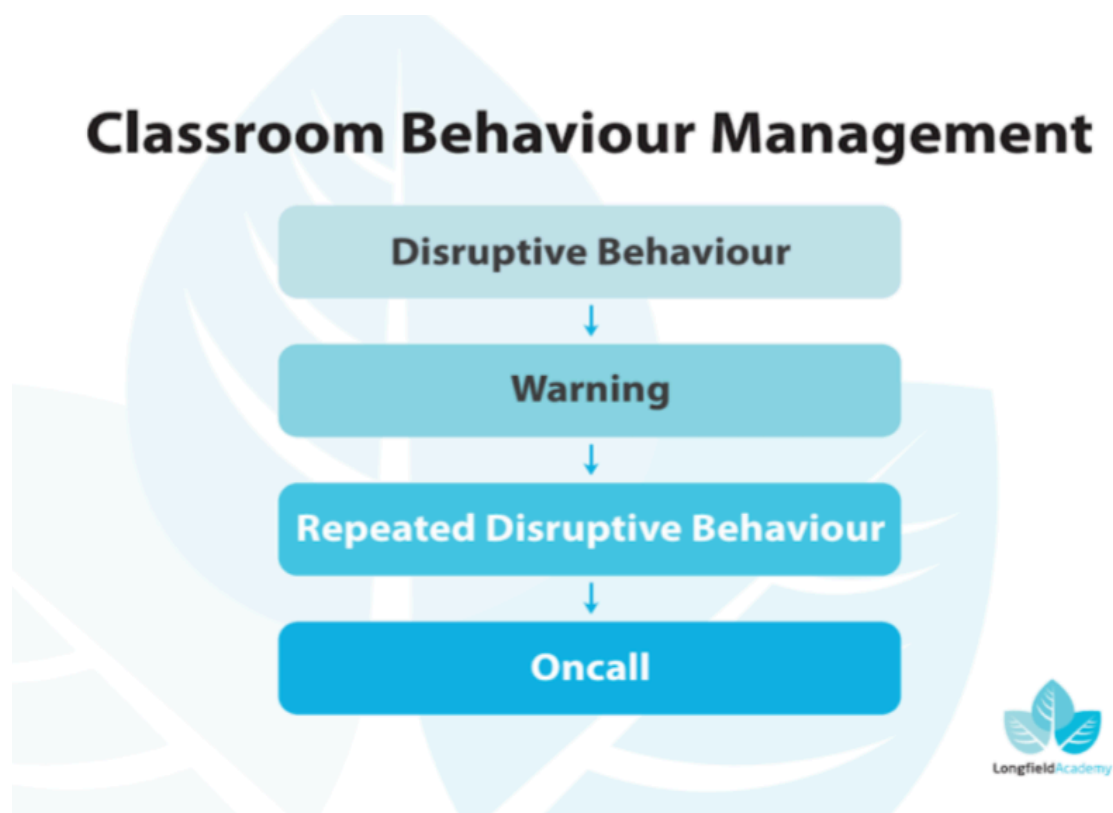 Classroom Behaviour Management
Disruptive Behaviour
Warning
Repeated Disruptive Behaviour
Oncall
LongfieldAcademy